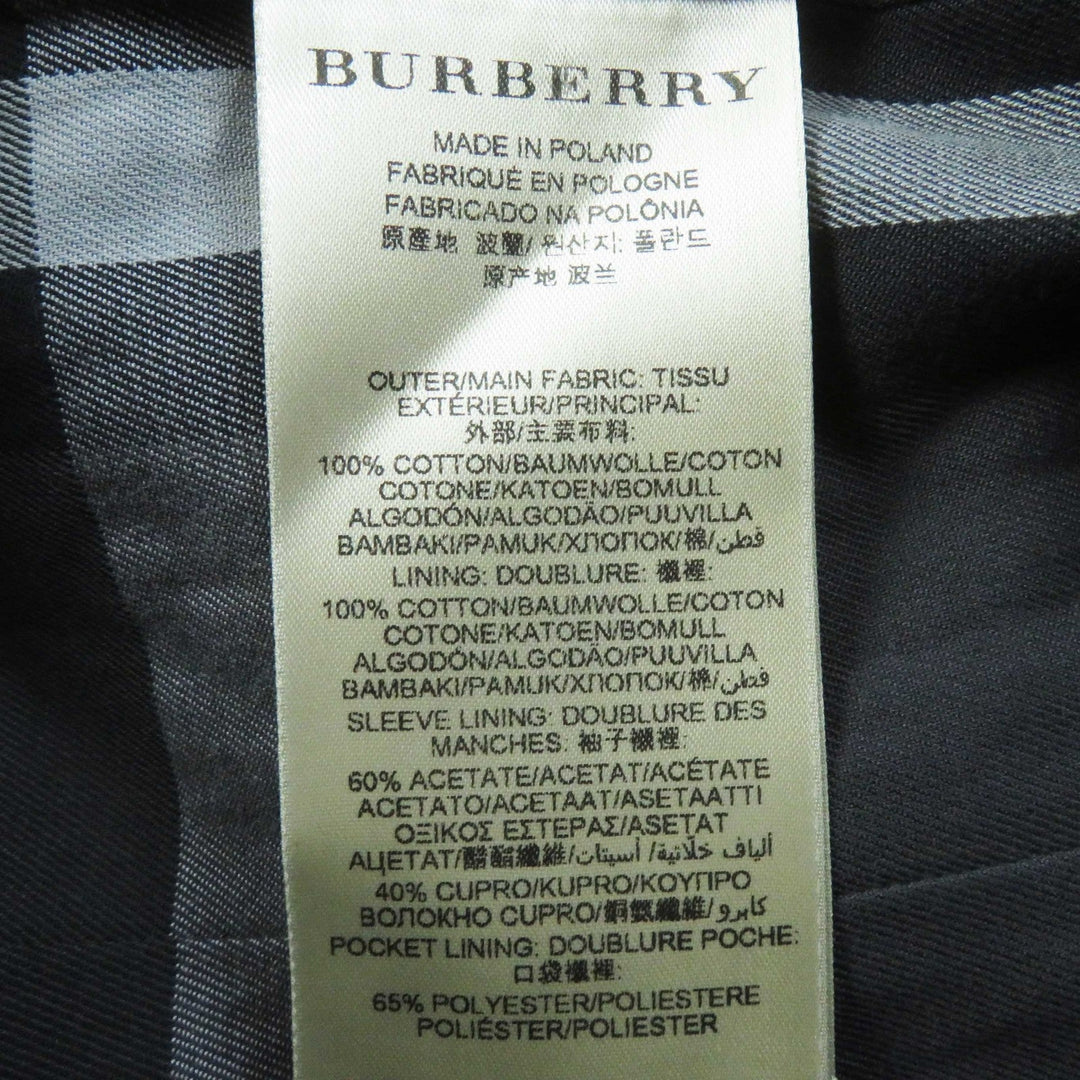 BURBERRY
MADE IN POLAND
FABRIQUÉ EN POLOGNE
FABRICADO NA POLÔNIA
原產地 波蘭/ 원산지: 폴란드
原产地 波兰
OUTER/MAIN FABRIC: TISSU
EXTÉRIEUR/PRINCIPAL:
外部/主要布料:
100% COTTON/BAUMWOLLE/COTON
COTONE/KATOEN/BOMULL
ALGODÓN/ALGODÃO/PUUVILLA
BAMBAKI/PAMUK/ХЛОПОК/棉/قطن
LINING: DOUBLURE: 襯裡:
100% COTTON/BAUMWOLLE/COTON
COTONE/KATOEN/BOMULL
ALGODÓN/ALGODÃO/PUUVILLA
BAMBAKI/PAMUK/ХЛОПОК/棉/قطن
SLEEVE LINING: DOUBLURE DES
MANCHES: 袖子襯裡:
60% ACETATE/ACETAT/ACÉTATE
ACETATO/ACETAAT/ASETAATTI
ΟΞΙΚΟΣ ΕΣΤΕΡΑΣ/ASETAT
АЦЕТАТ/醋酯纖維/ألياف خلاتية/ أسيتات
40% CUPRO/KUPRO/ΚΟΥΠΡΟ
ВОЛОКНО CUPRO/銅氨纖維/كابرو
POCKET LINING: DOUBLURE POCHE:
口袋襯裡:
65% POLYESTER/POLIESTERE
POLIÉSTER/POLIESTER